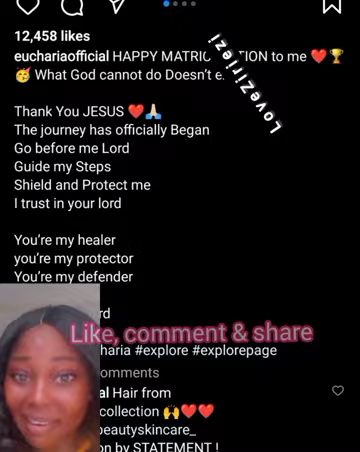 12,458 likes
euchariaofficial HAPPY MATRIC TION to me ❤️🏆
🥳 What God cannot do Doesn't e
LoveZiriezi
Thank You JESUS ❤️🙏🏻
The journey has officially Began
Go before me Lord
Guide my Steps
Shield and Protect me
I trust in your lord
You're my healer
you're my protector
You're my defender
rd
Like, comment & share
haria #explore #explorepage
omments
al Hair from
collection 🙌❤️❤️
beautyskincare_
on by STATEMENT !